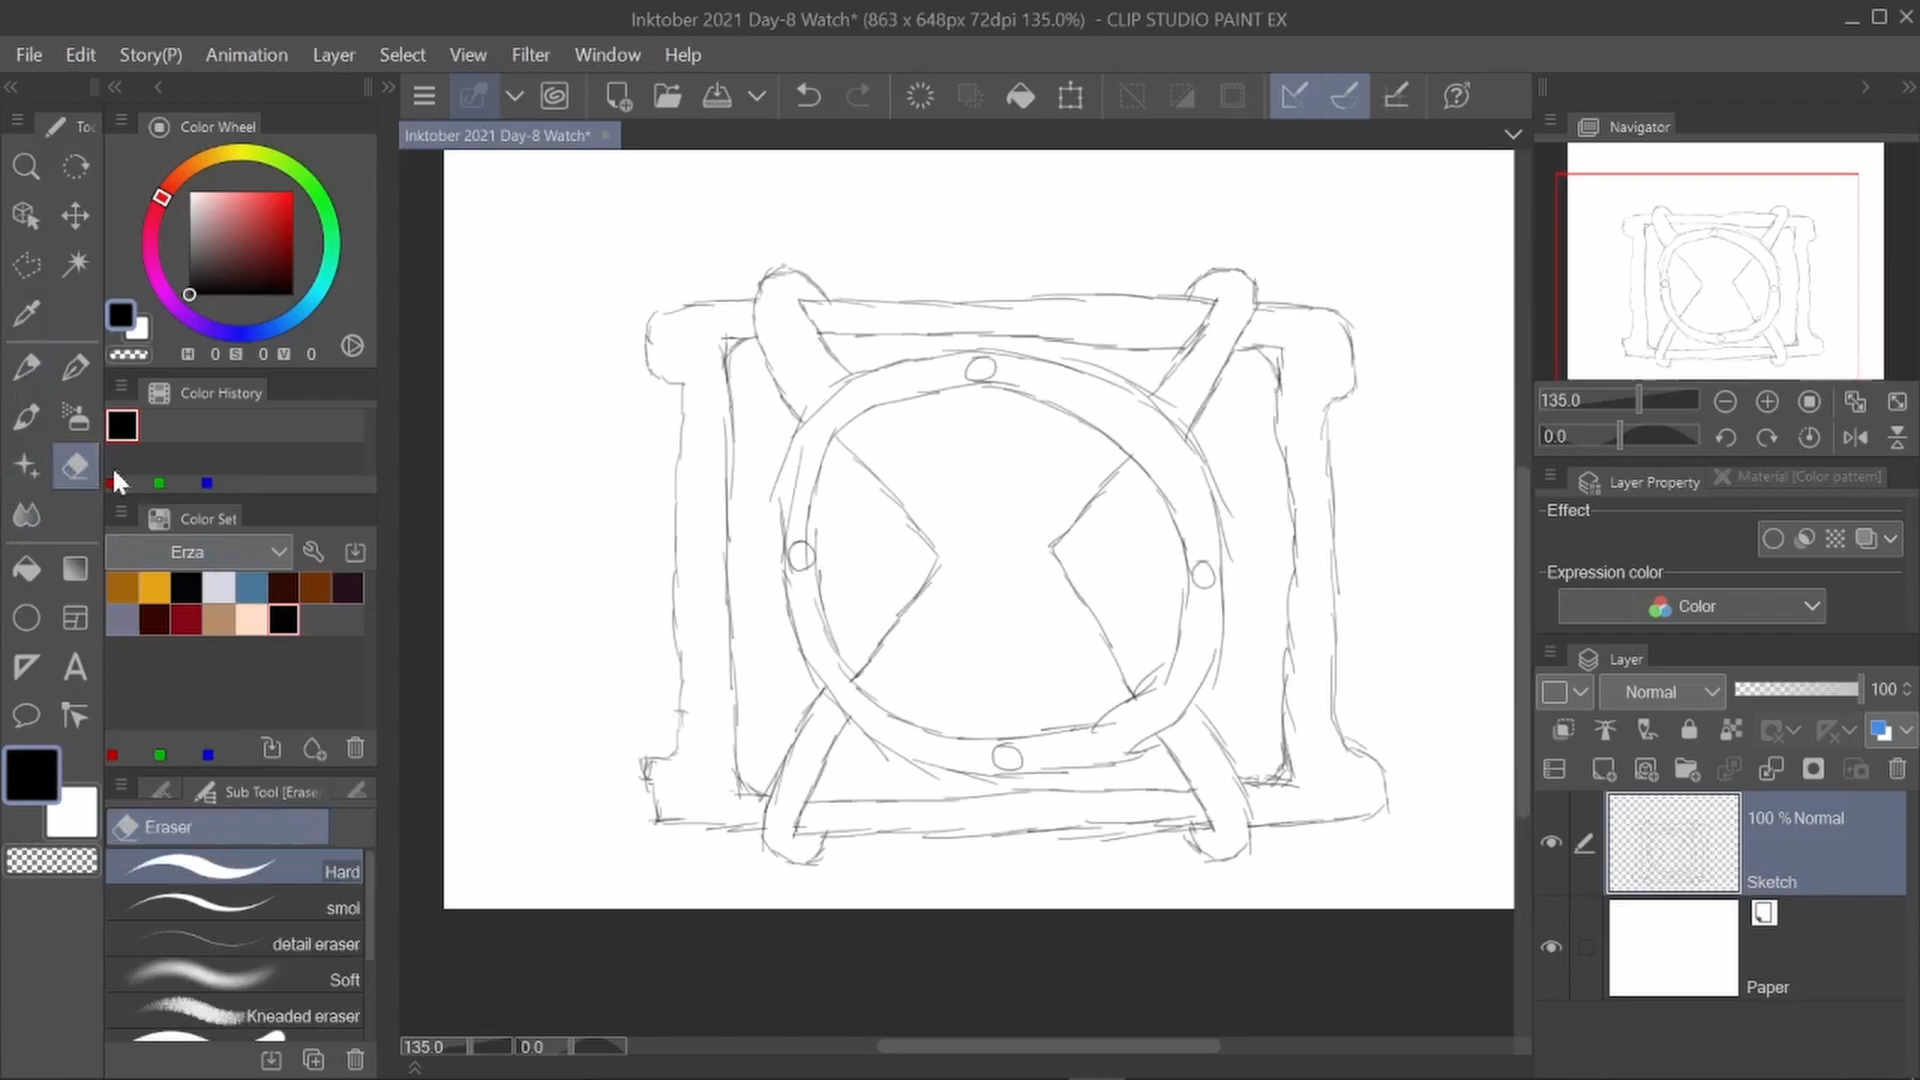 Inktober 2021 Day-8 Watch* (863 x 648px 72dpi 135.0%) - CLIP STUDIO PAINT EX
File Edit Story(P) Animation Layer Select View Filter Window Help
Inktober 2021 Day-8 Watch*
Color Wheel
H 0 S 0 V 0
Color History
Color Set
Erza
Sub Tool [Erase
Eraser
Hard
smol
detail eraser
Soft
Kneaded eraser
135.0 0.0
Navigator
135.0
0.0
Layer Property Material [Color pattern]
Effect
Expression color
Color
Layer
Normal 100
100 % Normal
Sketch
Paper